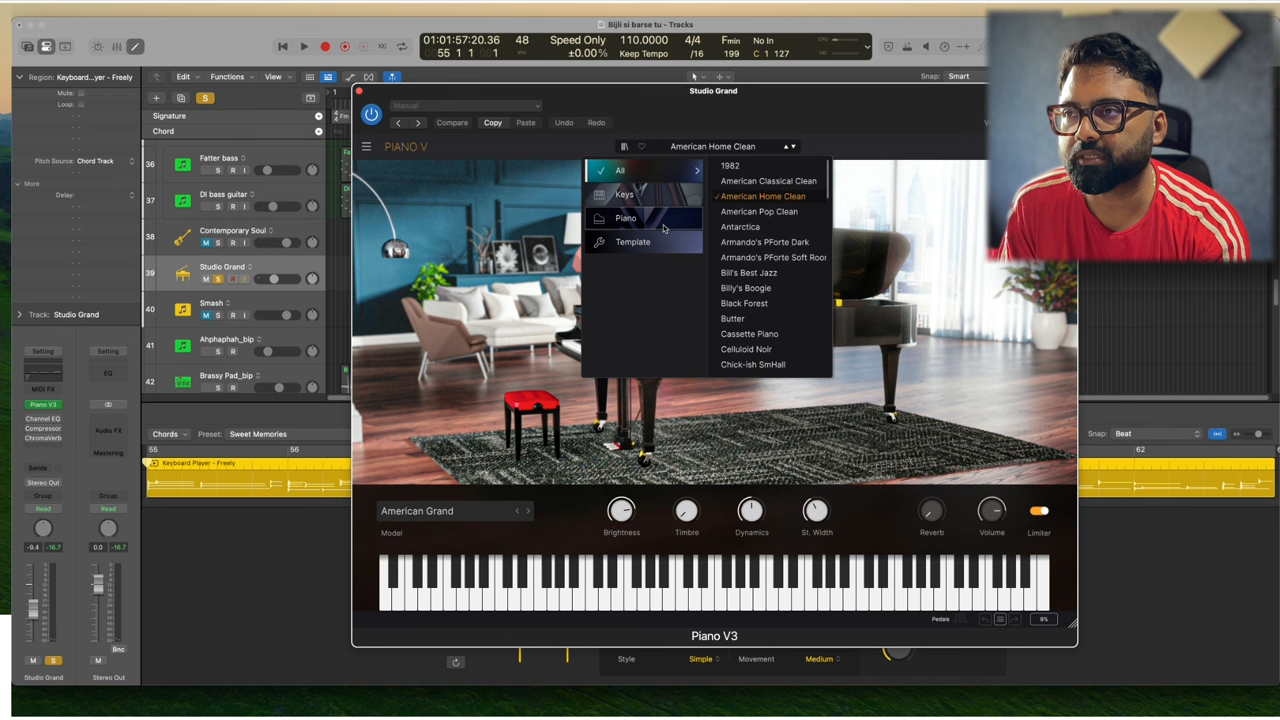 Bijli si barse tu - Tracks
01:01:57:20.36
55 1 1 1
48
Speed Only
±0.00%
110.0000
Keep Tempo
4/4
/16
Fmin
199
No In
C 1 127
CPU
HD
Region: Keyboard...yer - Freely
Edit
Functions
View
Snap: Smart
Mute:
Loop:
Pitch Source: Chord Track
More
Delay:
Track: Studio Grand
S
1
Signature
Chord
Fm
36
Fatter bass
S R I
37
DI bass guitar
S R I
38
Contemporary Soul
M S R I
39
Studio Grand
M S R I
40
Smash
M S R I
41
Ahphaphah_bip
S R
42
Brassy Pad_bip
S R
Studio Grand
Manual
Compare
Copy
Paste
Undo
Redo
PIANO V
American Home Clean
All
Keys
Piano
Template
1982
American Classical Clean
American Home Clean
American Pop Clean
Antarctica
Armando's PForte Dark
Armando's PForte Soft Room
Bill's Best Jazz
Billy's Boogie
Black Forest
Butter
Cassette Piano
Celluloid Noir
Chick-ish SmHall
American Grand
Model
Brightness
Timbre
Dynamics
St. Width
Reverb
Volume
Limiter
Pedals
9%
Piano V3
Setting
Setting
EQ
MIDI FX
Piano V3
Channel EQ
Compressor
ChromaVerb
Audio FX
Mastering
Sends
Stereo Out
Group
Group
Read
Read
-9.4
-16.7
0.0
-16.7
Bnc
M S
M
Studio Grand
Stereo Out
Chords
Preset: Sweet Memories
Snap: Beat
55
56
62
Keyboard Player - Freely
Style
Simple
Movement
Medium